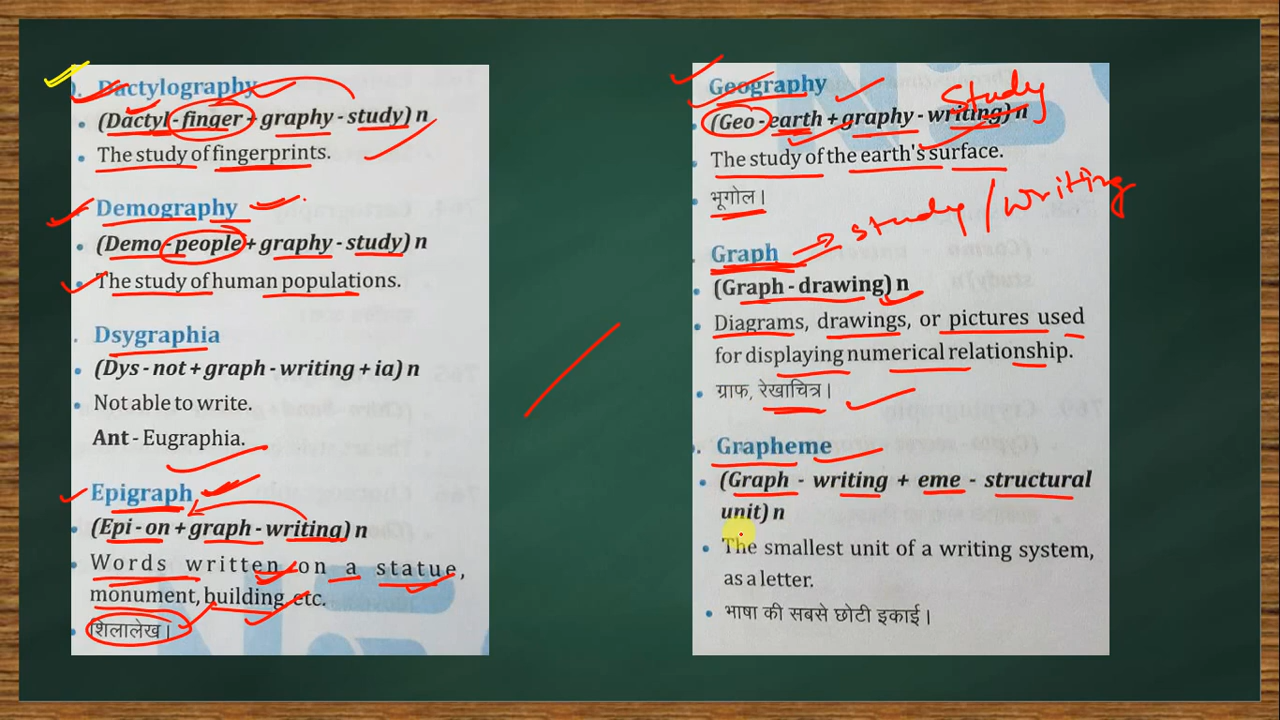 Dactylography
(Dactyl - finger + graphy - study) n
The study of fingerprints.
Demography
(Demo - people + graphy - study) n
The study of human populations.
Dsygraphia
(Dys - not + graph - writing + ia) n
Not able to write.
Ant - Eugraphia.
Epigraph
(Epi - on + graph - writing) n
Words written on a statue,
monument, building etc.
शिलालेख।
Geography
Study
(Geo - earth + graphy - writing) n
The study of the earth's surface.
भूगोल।
study / writing
Graph
(Graph - drawing) n
Diagrams, drawings, or pictures used
for displaying numerical relationship.
ग्राफ, रेखाचित्र।
Grapheme
(Graph - writing + eme - structural
unit) n
The smallest unit of a writing system,
as a letter.
भाषा की सबसे छोटी इकाई।